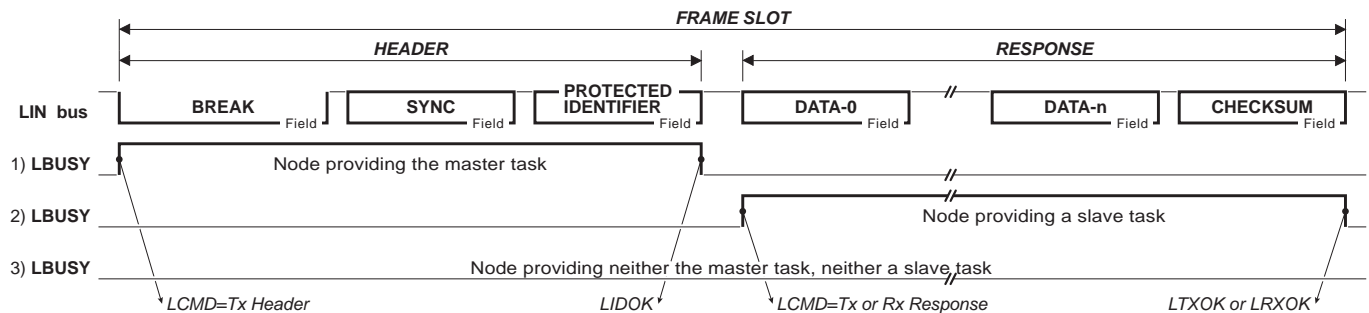 FRAME SLOT
HEADER RESPONSE
LIN bus BREAK Field SYNC Field PROTECTED IDENTIFIER Field DATA-0 Field DATA-n Field CHECKSUM Field
1) LBUSY Node providing the master task
2) LBUSY Node providing a slave task
3) LBUSY Node providing neither the master task, neither a slave task
LCMD=Tx Header LIDOK LCMD=Tx or Rx Response LTXOK or LRXOK